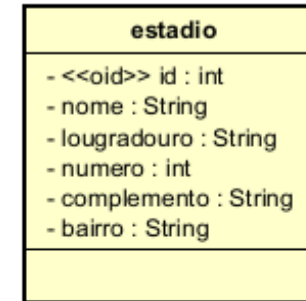 estadio
- <<oid>> id : int
- nome : String
- lougradouro : String
- numero : int
- complemento : String
- bairro : String